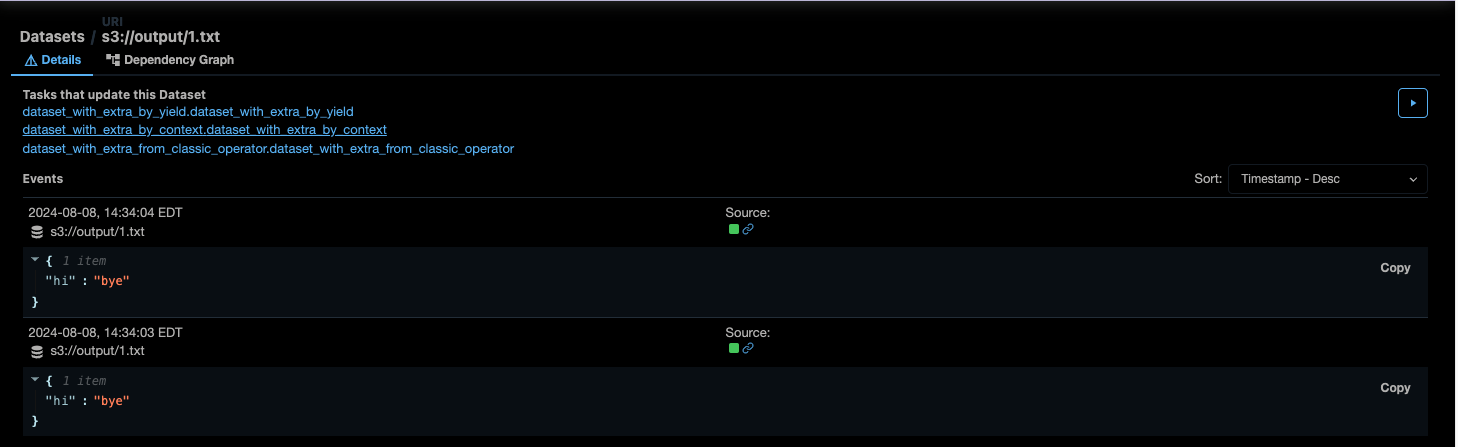 URI
Datasets / s3://output/1.txt
Details Dependency Graph
Tasks that update this Dataset
dataset_with_extra_by_yield.dataset_with_extra_by_yield
dataset_with_extra_by_context.dataset_with_extra_by_context
dataset_with_extra_from_classic_operator.dataset_with_extra_from_classic_operator
Events Sort: Timestamp - Desc
2024-08-08, 14:34:04 EDT Source:
s3://output/1.txt
{ 1 item Copy
"hi" : "bye"
}
2024-08-08, 14:34:03 EDT Source:
s3://output/1.txt
{ 1 item Copy
"hi" : "bye"
}